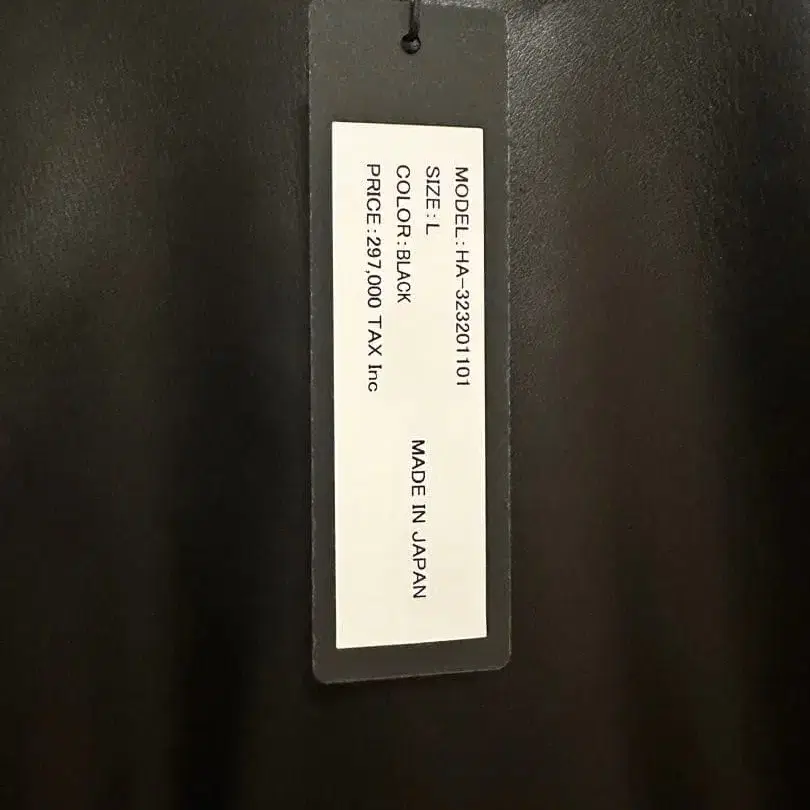 MODEL:HA-323201101
SIZE:L
COLOR:BLACK
PRICE:297,000 TAX Inc
MADE IN JAPAN